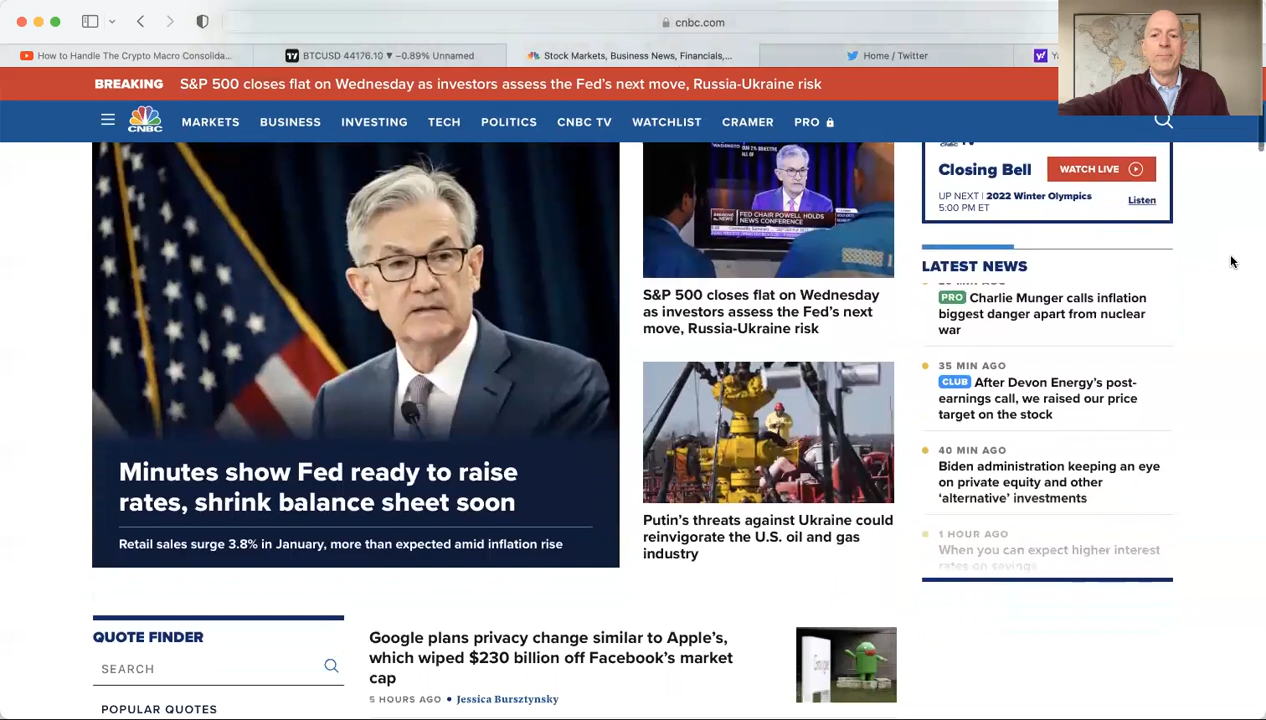 cnbc.com
How to Handle The Crypto Macro Consolida...
BTCUSD 44176.10 ▼ −0.89% Unnamed
Stock Markets, Business News, Financials,...
Home / Twitter
BREAKING S&P 500 closes flat on Wednesday as investors assess the Fed's next move, Russia-Ukraine risk
CNBC
MARKETS BUSINESS INVESTING TECH POLITICS CNBC TV WATCHLIST CRAMER PRO
Minutes show Fed ready to raise
rates, shrink balance sheet soon
Retail sales surge 3.8% in January, more than expected amid inflation rise
FED CHAIR POWELL HOLDS
NEWS CONFERENCE
S&P 500 closes flat on Wednesday
as investors assess the Fed's next
move, Russia-Ukraine risk
Putin's threats against Ukraine could
reinvigorate the U.S. oil and gas
industry
Closing Bell
WATCH LIVE
UP NEXT | 2022 Winter Olympics
5:00 PM ET
Listen
LATEST NEWS
PRO Charlie Munger calls inflation
biggest danger apart from nuclear
war
35 MIN AGO
CLUB After Devon Energy's post-
earnings call, we raised our price
target on the stock
40 MIN AGO
Biden administration keeping an eye
on private equity and other
‘alternative’ investments
1 HOUR AGO
When you can expect higher interest
rates on savings
QUOTE FINDER
SEARCH
POPULAR QUOTES
Google plans privacy change similar to Apple's,
which wiped $230 billion off Facebook's market
cap
5 HOURS AGO • Jessica Bursztynsky